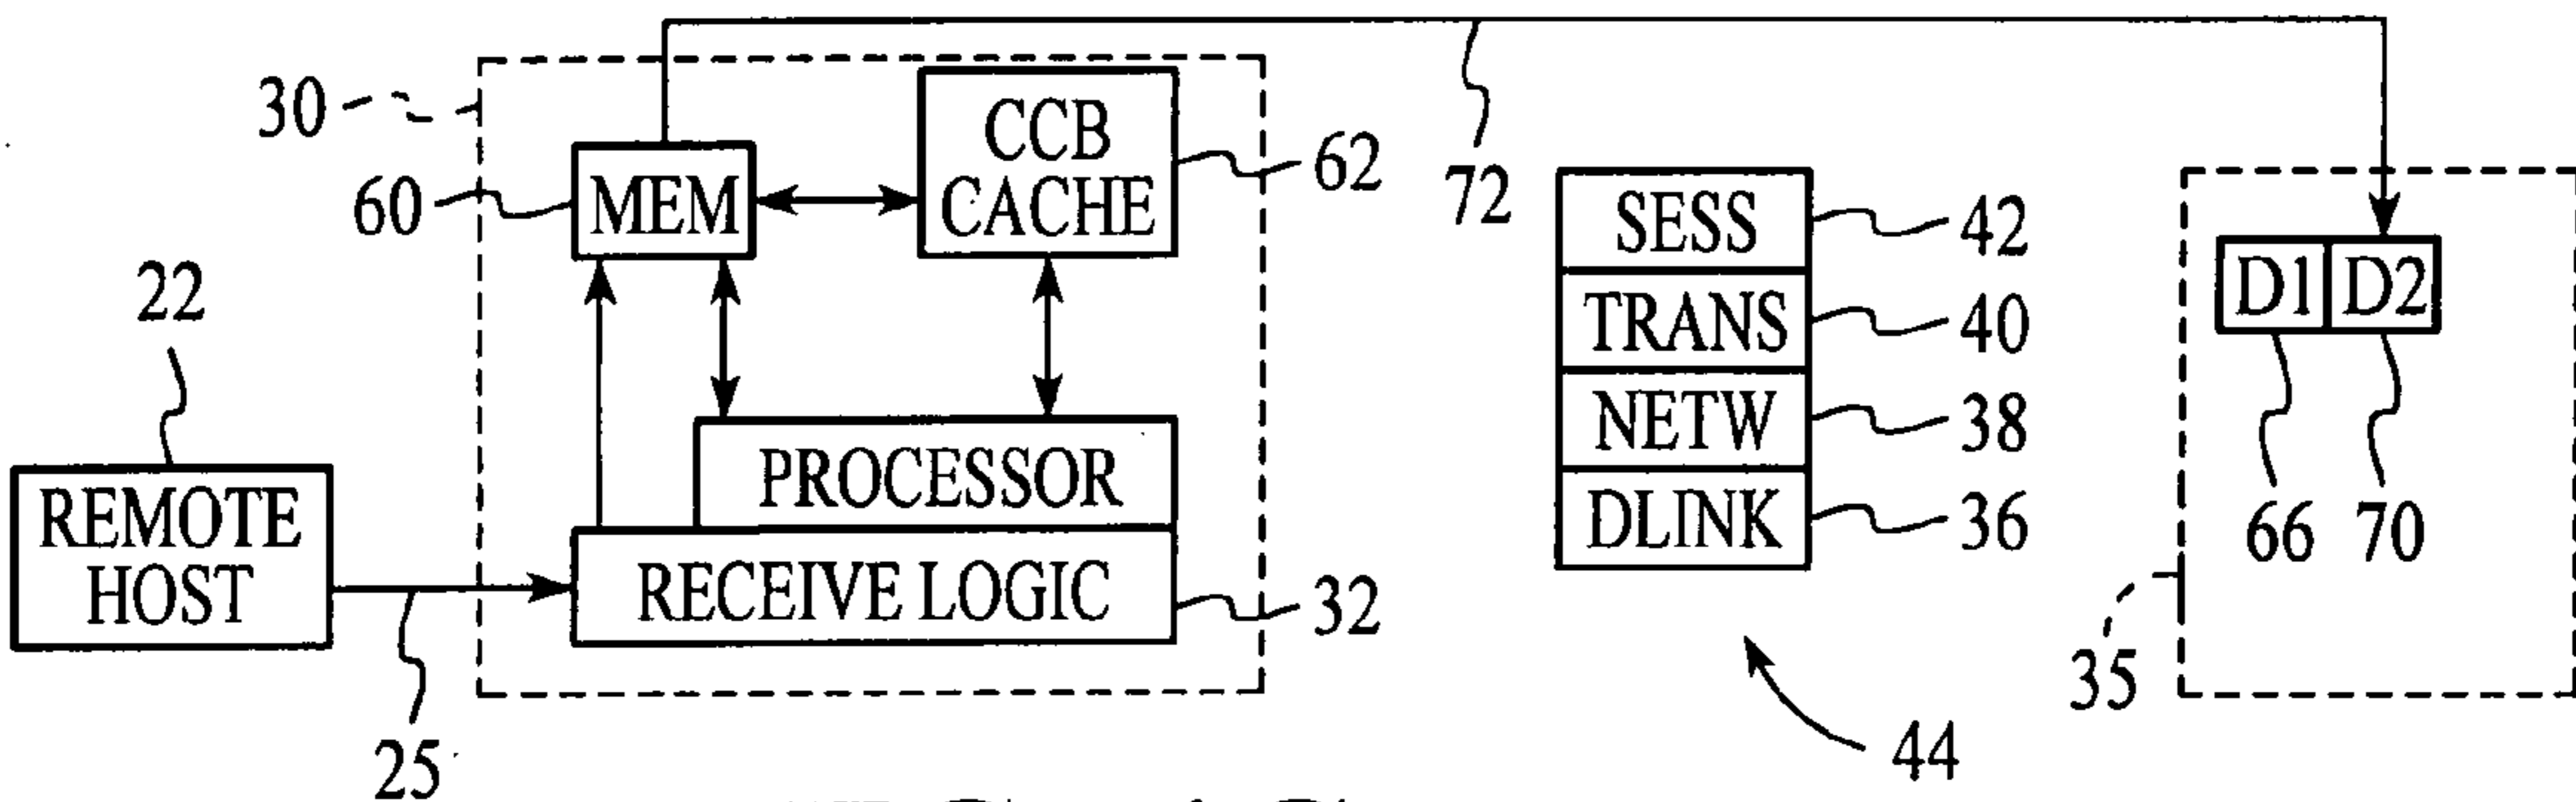 30
CCB
CACHE
62
60
MEM
72
SESS
42
TRANS
40
NETW
38
DLINK
36
D1
D2
66
70
35
22
REMOTE
HOST
PROCESSOR
RECEIVE LOGIC
32
25
44